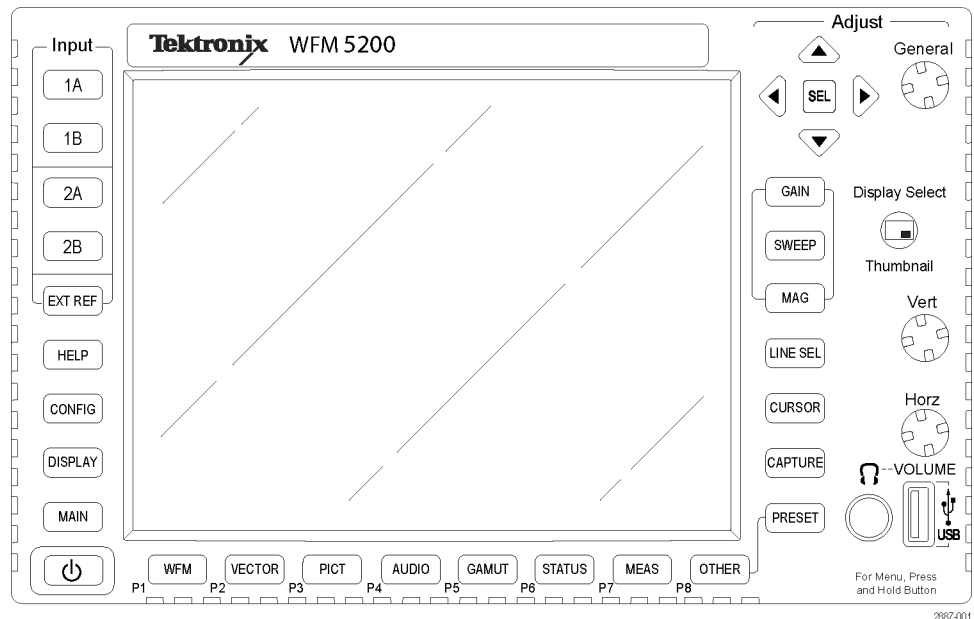 Tektronix WFM 5200
Input
1A
1B
2A
2B
EXT REF
HELP
CONFIG
DISPLAY
MAIN
Adjust
General
SEL
GAIN
SWEEP
MAG
LINE SEL
CURSOR
CAPTURE
PRESET
Display Select
Thumbnail
Vert
Horz
VOLUME
USB
WFM
VECTOR
PICT
AUDIO
GAMUT
STATUS
MEAS
OTHER
P1 P2 P3 P4 P5 P6 P7 P8
For Menu, Press
and Hold Button
2887-001